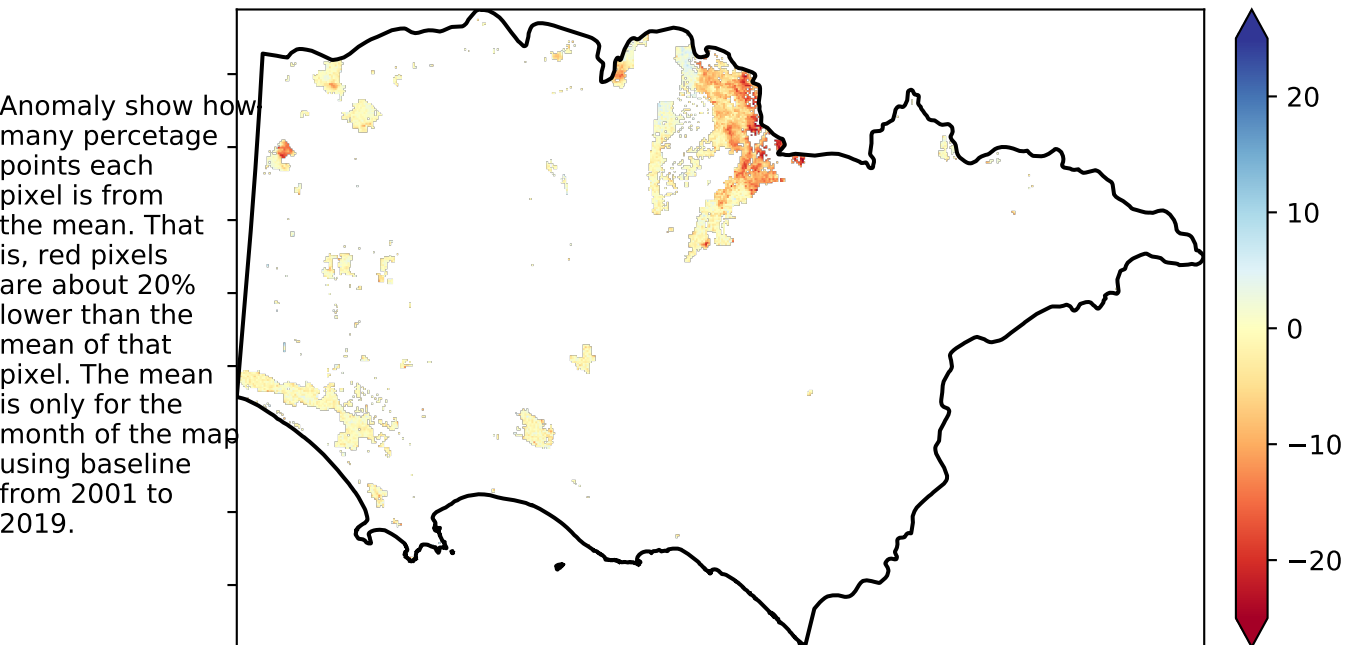 Anomaly show how
many percetage
points each
pixel is from
the mean. That
is, red pixels
are about 20%
lower than the
mean of that
pixel. The mean
is only for the
month of the map
using baseline
from 2001 to
2019.
20
10
0
−10
−20